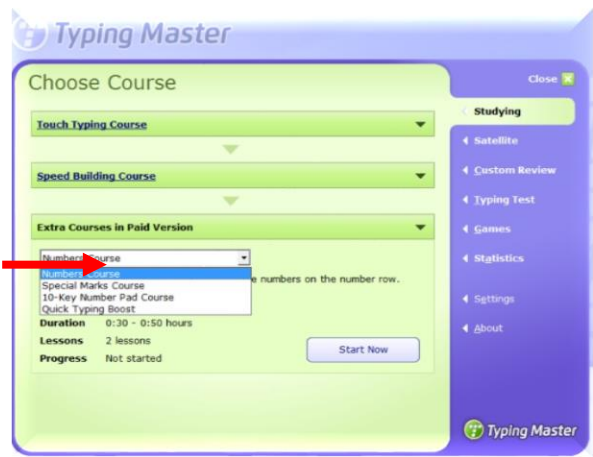 Typing Master
Choose Course
Close
Touch Typing Course
Speed Building Course
Extra Courses in Paid Version
Numbers Course
Numbers Course
e numbers on the number row.
Special Marks Course
10-Key Number Pad Course
Quick Typing Boost
Duration 0:30 - 0:50 hours
Lessons 2 lessons
Progress Not started
Start Now
Studying
Satellite
Custom Review
Typing Test
Games
Statistics
Settings
About
Typing Master